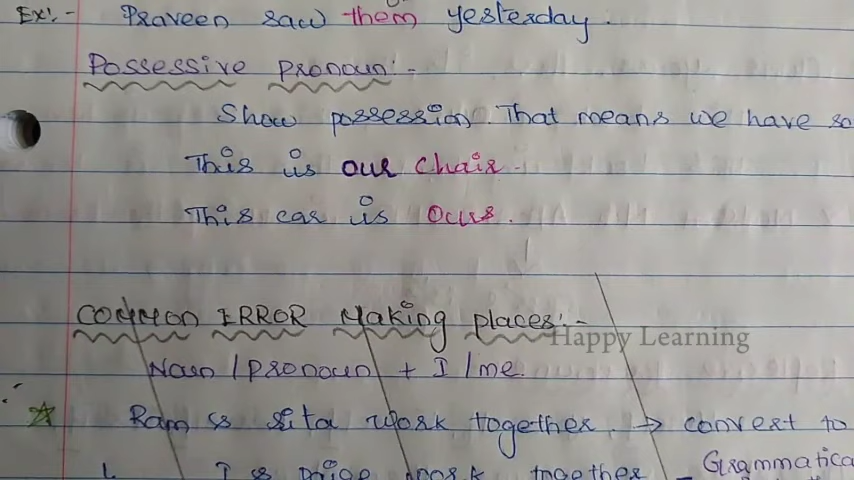 Ex:- Praveen saw them yesterday.
Possessive pronoun:-
Show possession. That means we have so
This is our chair.
This car is ours.
COMMON ERROR Making places:-
Happy Learning
Noun / pronoun + I / me.
Ram & sita work together. → convert to
I & work together - Grammatica